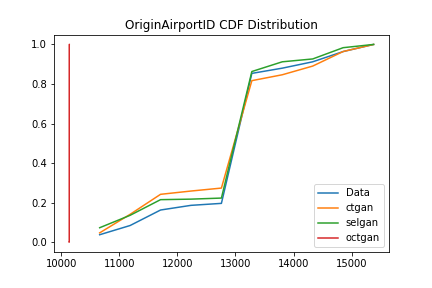 OriginAirportID CDF Distribution
1.0
0.8
0.6
0.4
0.2
0.0
10000 11000 12000 13000 14000 15000
Data
ctgan
selgan
octgan